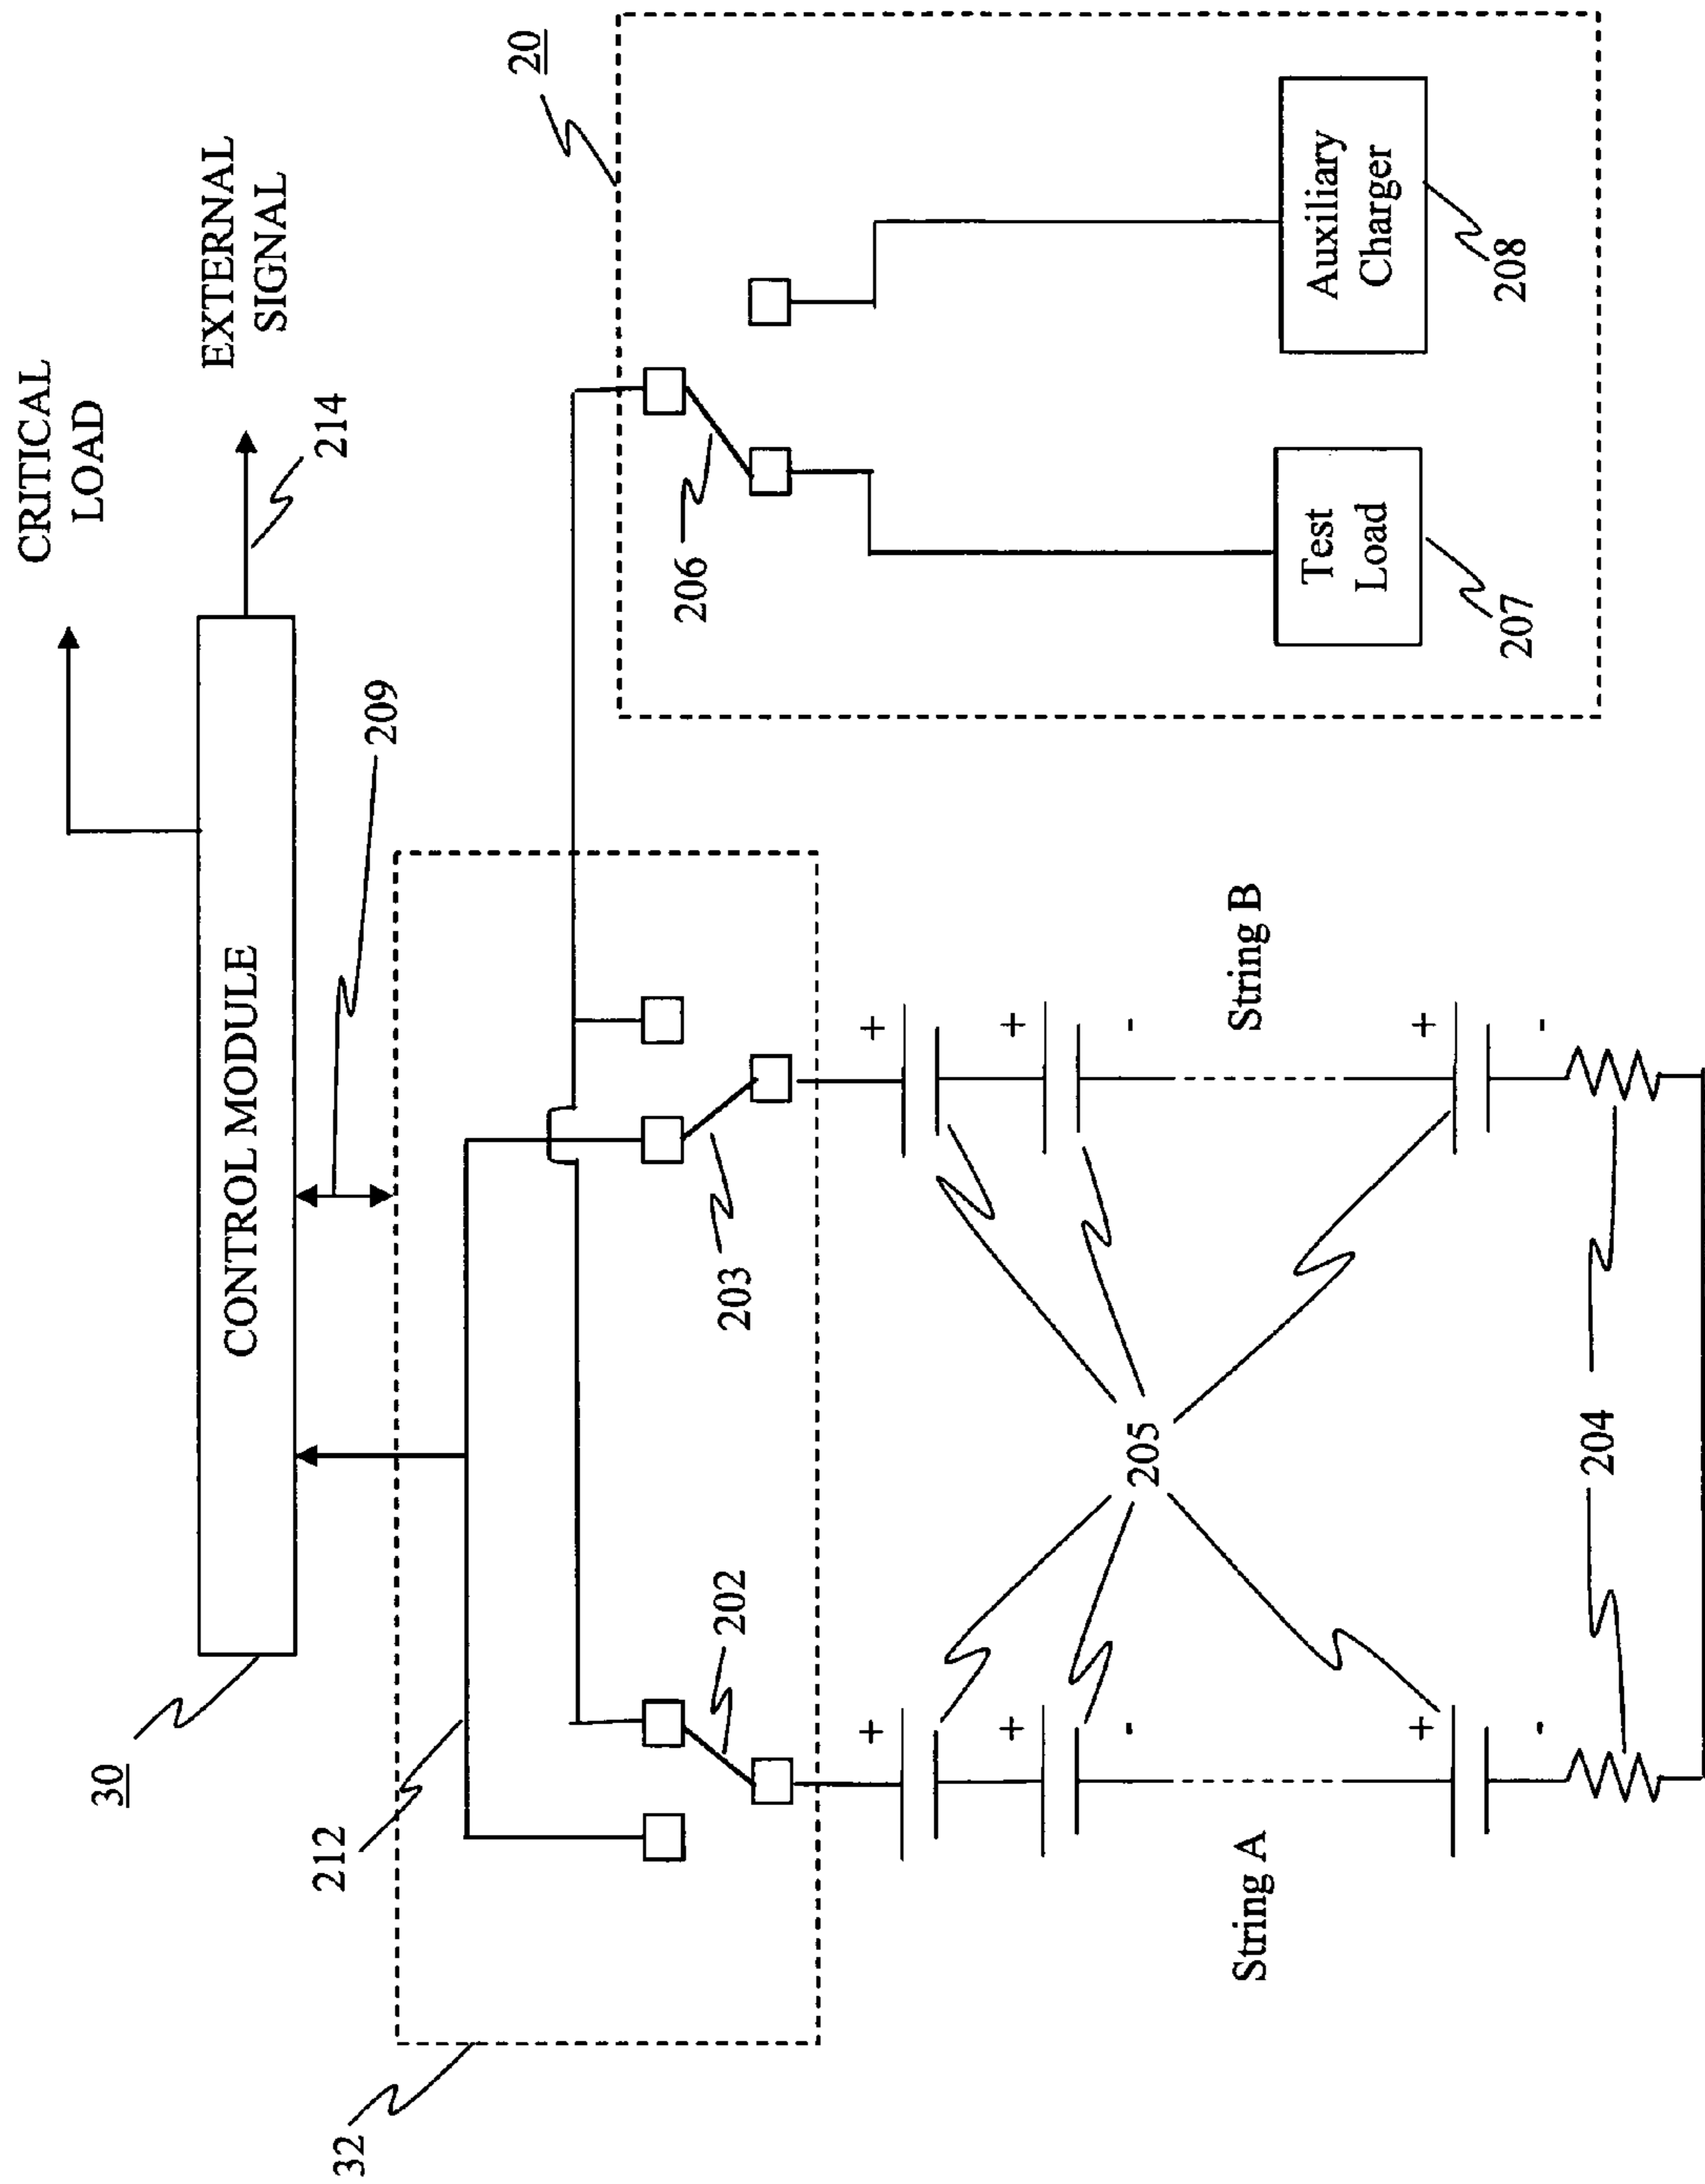 CRITICAL
LOAD
EXTERNAL
SIGNAL
214
30
CONTROL MODULE
209
20
212
32
202
203
206
+
+
+
+
-
-
String A
String B
205
+
+
-
-
204
Test
Load
207
Auxiliary
Charger
208